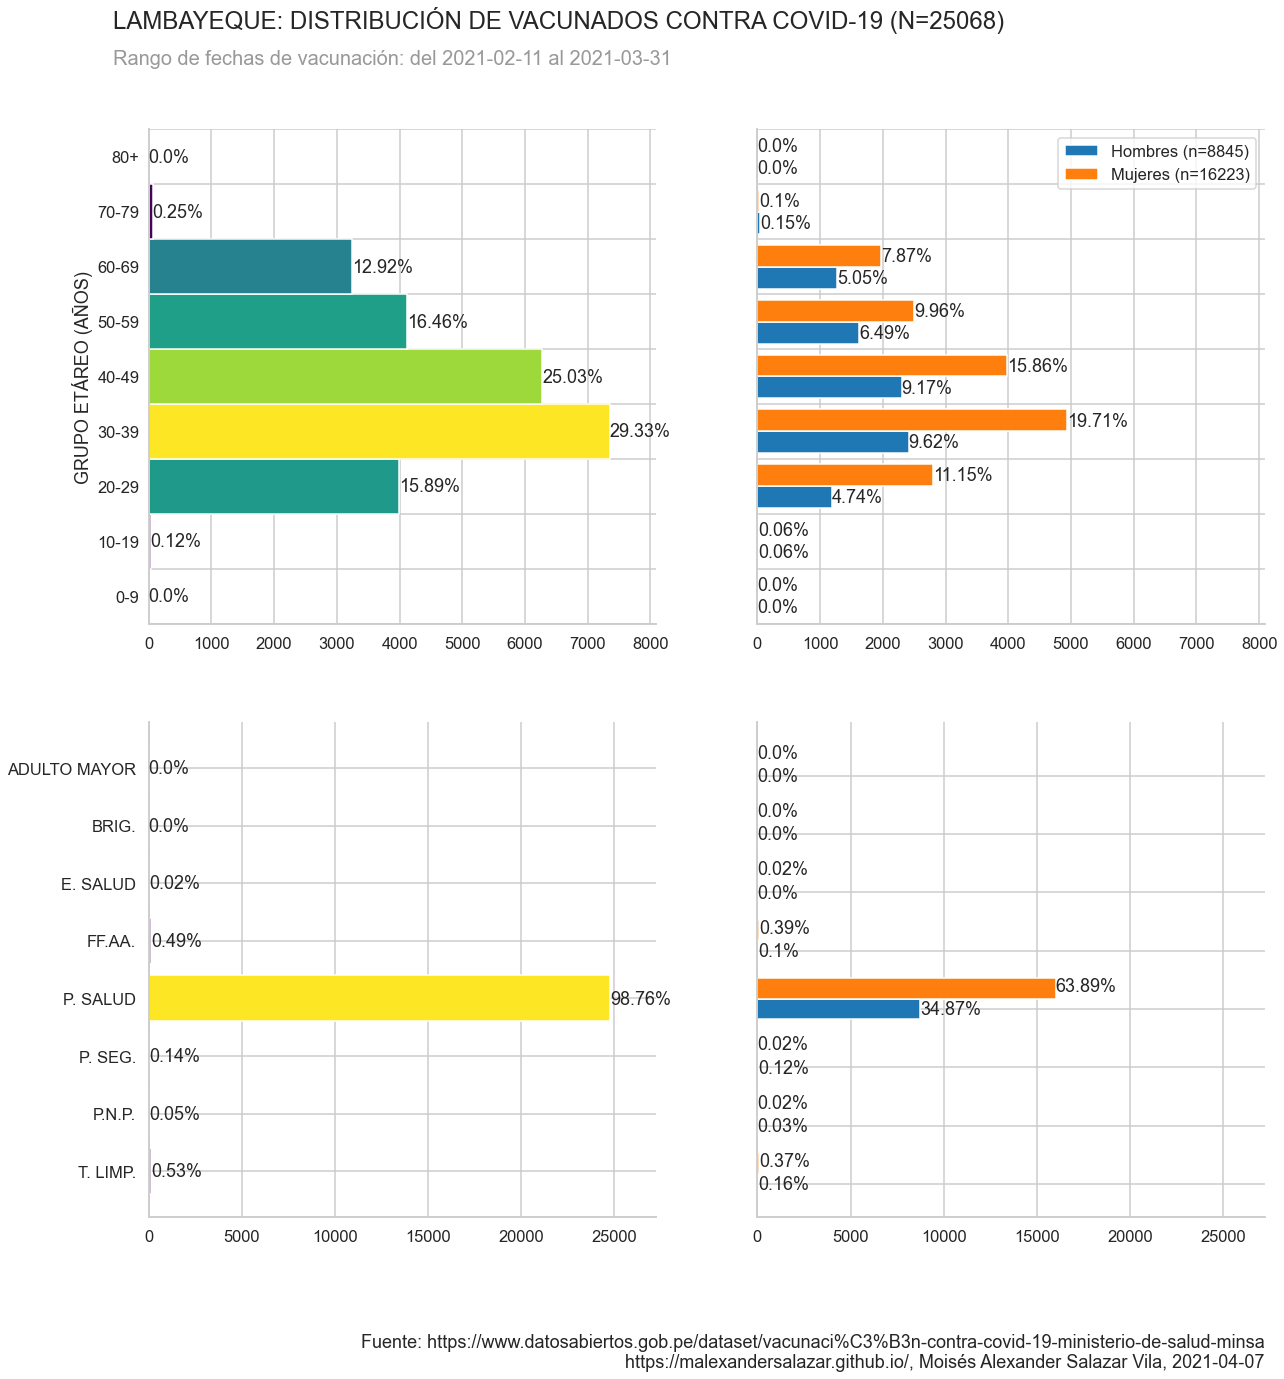 LAMBAYEQUE: DISTRIBUCIÓN DE VACUNADOS CONTRA COVID-19 (N=25068)
Rango de fechas de vacunación: del 2021-02-11 al 2021-03-31
GRUPO ETÁREO (AÑOS)
80+ 0.0%
70-79 0.25%
60-69 12.92%
50-59 16.46%
40-49 25.03%
30-39 29.33%
20-29 15.89%
10-19 0.12%
0-9 0.0%
0 1000 2000 3000 4000 5000 6000 7000 8000
Hombres (n=8845)
Mujeres (n=16223)
0.0%
0.0%
0.1%
0.15%
7.87%
5.05%
9.96%
6.49%
15.86%
9.17%
19.71%
9.62%
11.15%
4.74%
0.06%
0.06%
0.0%
0.0%
0 1000 2000 3000 4000 5000 6000 7000 8000
ADULTO MAYOR 0.0%
BRIG. 0.0%
E. SALUD 0.02%
FF.AA. 0.49%
P. SALUD 98.76%
P. SEG. 0.14%
P.N.P. 0.05%
T. LIMP. 0.53%
0 5000 10000 15000 20000 25000
0.0%
0.0%
0.0%
0.0%
0.02%
0.0%
0.39%
0.1%
63.89%
34.87%
0.02%
0.12%
0.02%
0.03%
0.37%
0.16%
0 5000 10000 15000 20000 25000
Fuente: https://www.datosabiertos.gob.pe/dataset/vacunaci%C3%B3n-contra-covid-19-ministerio-de-salud-minsa
https://malexandersalazar.github.io/, Moisés Alexander Salazar Vila, 2021-04-07